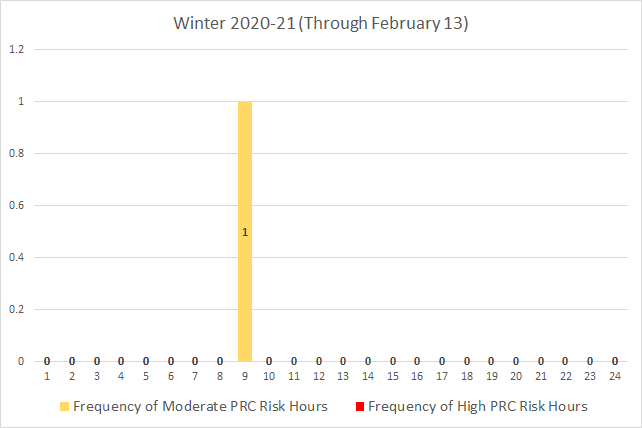 Winter 2020-21 (Through February 13)
1.2
1
0.8
0.6
0.4
0.2
0
1
0 0 0 0 0 0 0 0 0 0 0 0 0 0 0 0 0 0 0 0 0 0 0
1 2 3 4 5 6 7 8 9 10 11 12 13 14 15 16 17 18 19 20 21 22 23 24
Frequency of Moderate PRC Risk Hours Frequency of High PRC Risk Hours